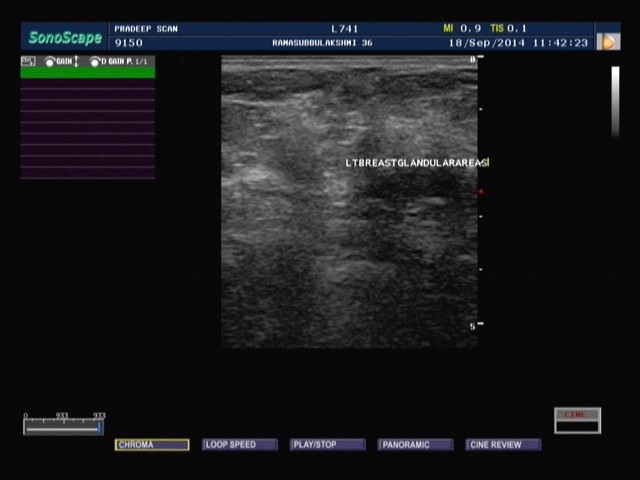 SonoScape
PRADEEP SCAN
L741
MI 0.9 TIS 0.1
9150
RAMASUBBULAKSHMI 36
18/Sep/2014 11:42:23
GAIN
D GAIN P. 1/1
0
LTBREASTGLANDULARAREAS
5
0 933 933
CINE
CHROMA
LOOP SPEED
PLAY/STOP
PANORAMIC
CINE REVIEW